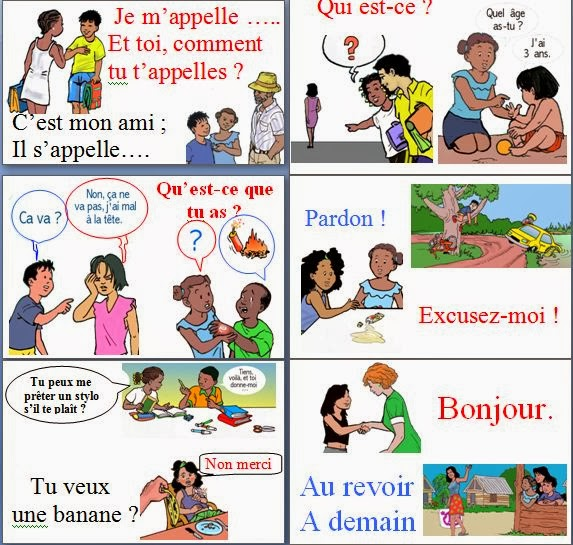 Je m’appelle …..
Et toi, comment
tu t’appelles ?
C’est mon ami ;
Il s’appelle….
Qui est-ce ?
?
Quel âge
as-tu ?
J'ai
3 ans.
Ca va ?
Non, ça ne
va pas, j'ai mal
à la tête.
Qu’est-ce que
tu as ?
?
Pardon !
Excusez-moi !
Tu peux me
prêter un stylo
s’il te plaît ?
Tiens,
voilà, et toi
donne-moi
...
Tu veux
une banane ?
Non merci
Bonjour.
Au revoir
A demain